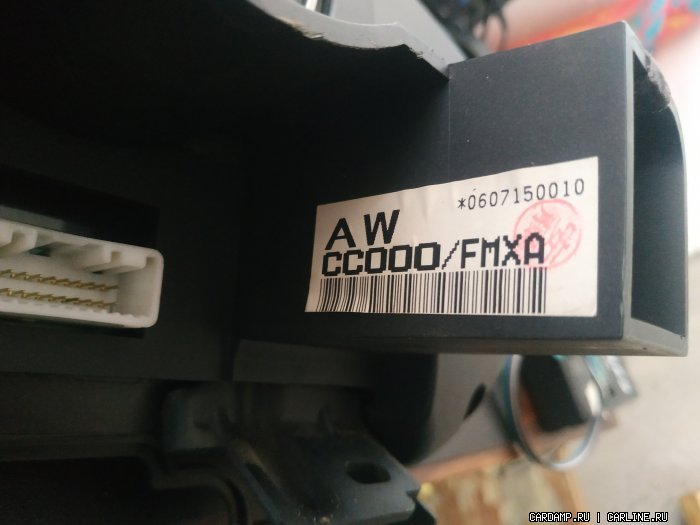 *0607150010
AW
CC000/FMXA
CARDAMP.RU | CARLINE.RU